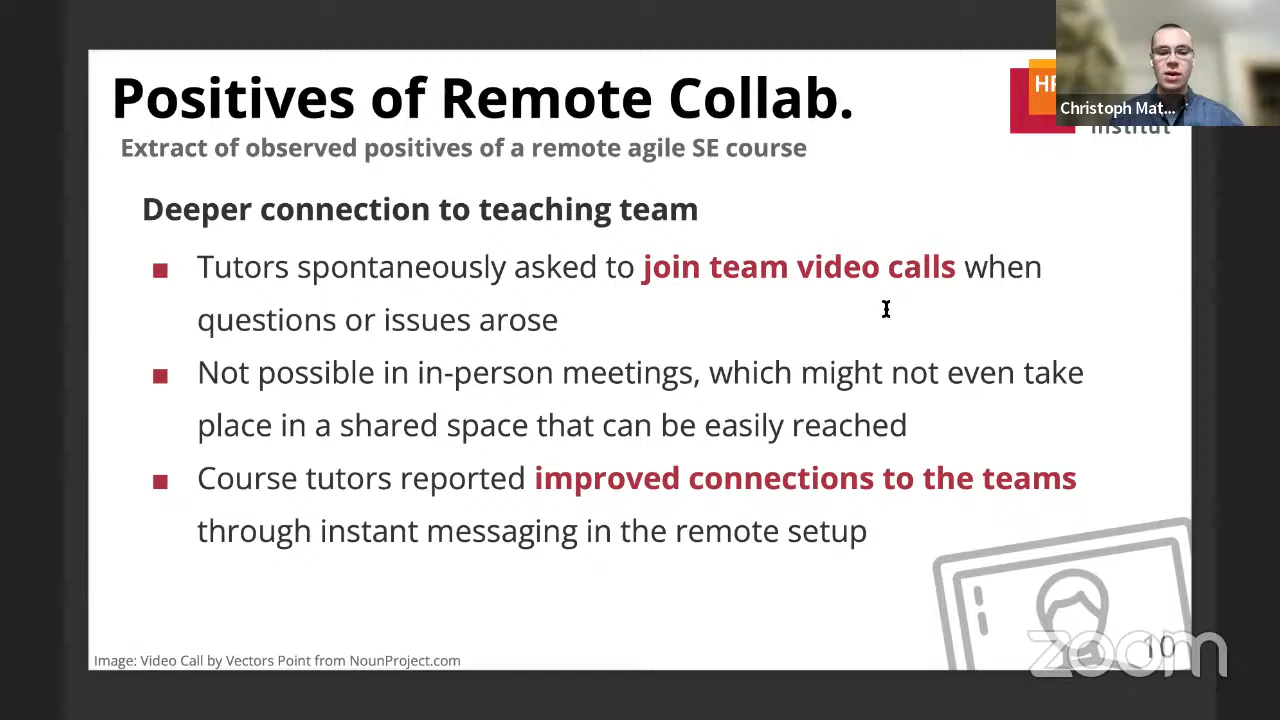 Positives of Remote Collab.
Extract of observed positives of a remote agile SE course
HP
Christoph Mat...
Institut
Deeper connection to teaching team
Tutors spontaneously asked to join team video calls when
questions or issues arose
Not possible in in-person meetings, which might not even take
place in a shared space that can be easily reached
Course tutors reported improved connections to the teams
through instant messaging in the remote setup
10
zoom
Image: Video Call by Vectors Point from NounProject.com